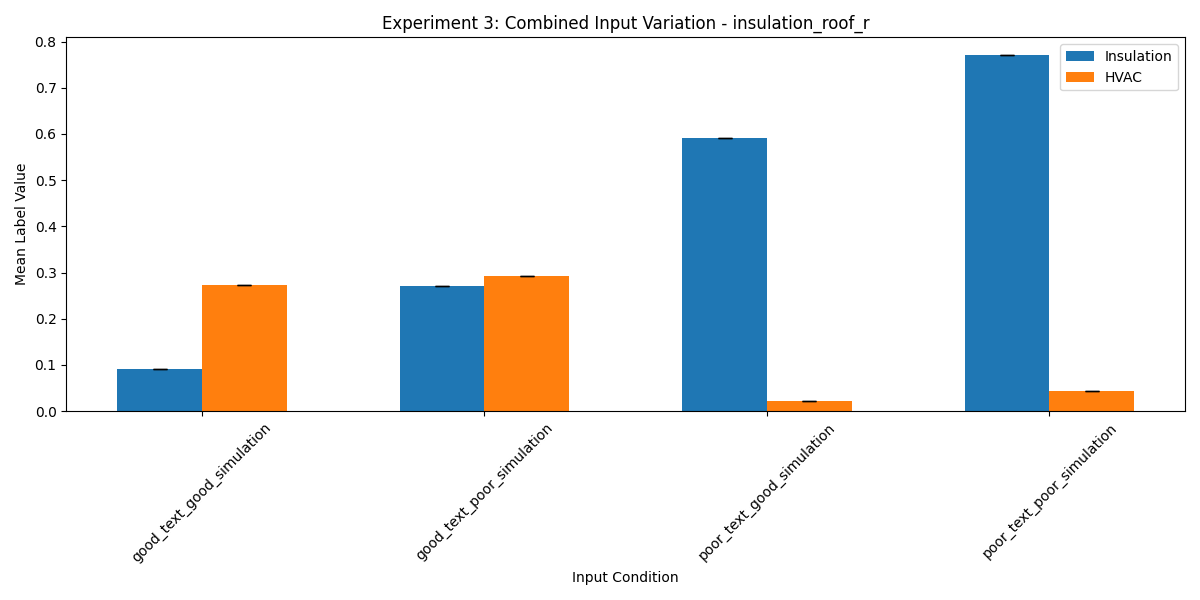 Experiment 3: Combined Input Variation - insulation_roof_r
Insulation
HVAC
Mean Label Value
0.8
0.7
0.6
0.5
0.4
0.3
0.2
0.1
0.0
good_text_good_simulation
good_text_poor_simulation
poor_text_good_simulation
poor_text_poor_simulation
Input Condition